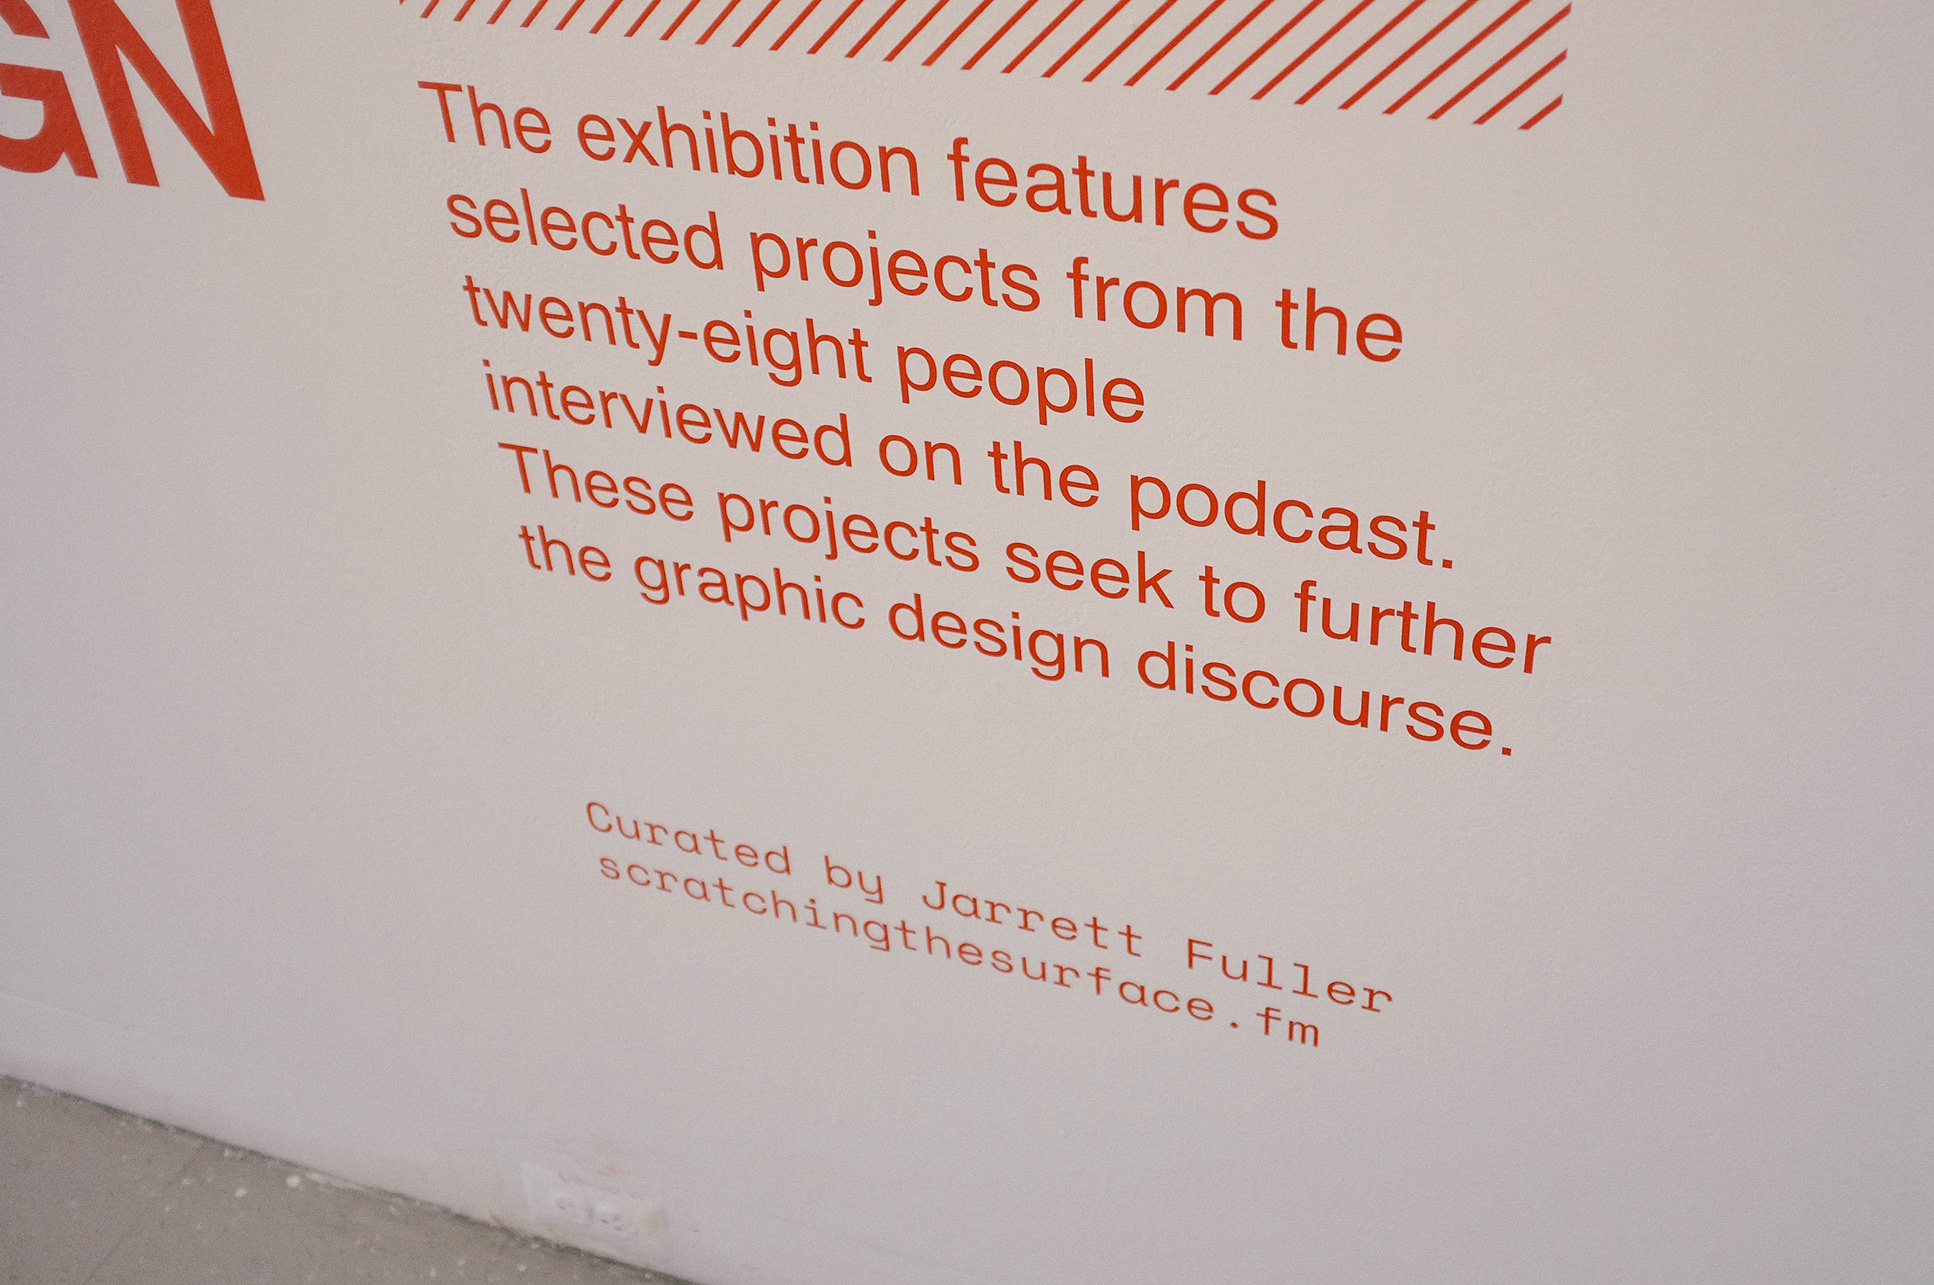 GN
The exhibition features
selected projects from the
twenty-eight people
interviewed on the podcast.
These projects seek to further
the graphic design discourse.
Curated by Jarrett Fuller
scratchingthesurface.fm